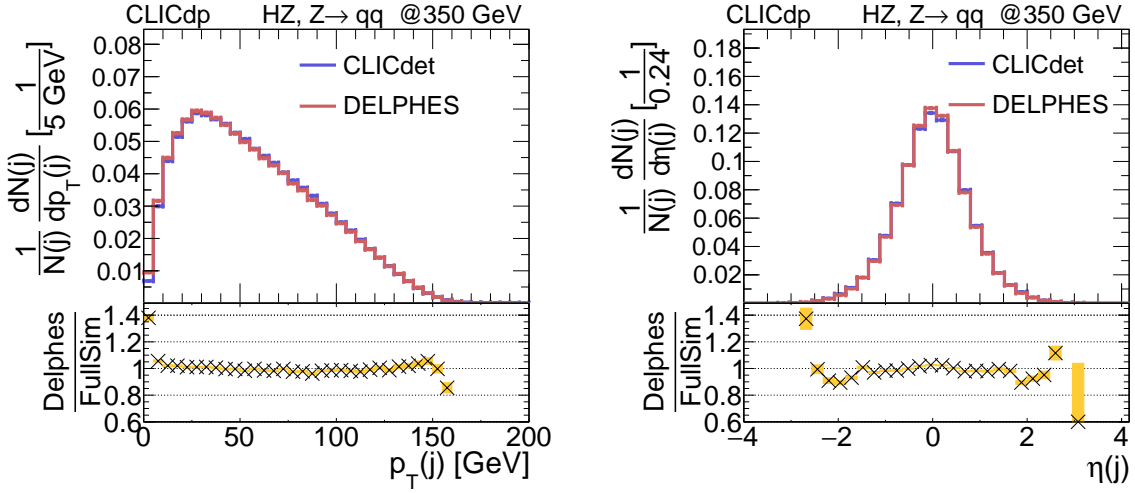 CLICdp HZ, Z→ qq @350 GeV
1/N(j) dN(j)/dp_T(j) [1/5 GeV]
0.08
0.07
0.06
0.05
0.04
0.03
0.02
0.01
CLICdet
DELPHES
Delphes/FullSim
1.4
1.2
1
0.8
0.6
0 50 100 150 200
p_T(j) [GeV]
CLICdp HZ, Z→ qq @350 GeV
1/N(j) dN(j)/dη(j) [1/0.24]
0.18
0.16
0.14
0.12
0.1
0.08
0.06
0.04
0.02
CLICdet
DELPHES
Delphes/FullSim
1.4
1.2
1
0.8
0.6
−4 −2 0 2 4
η(j)